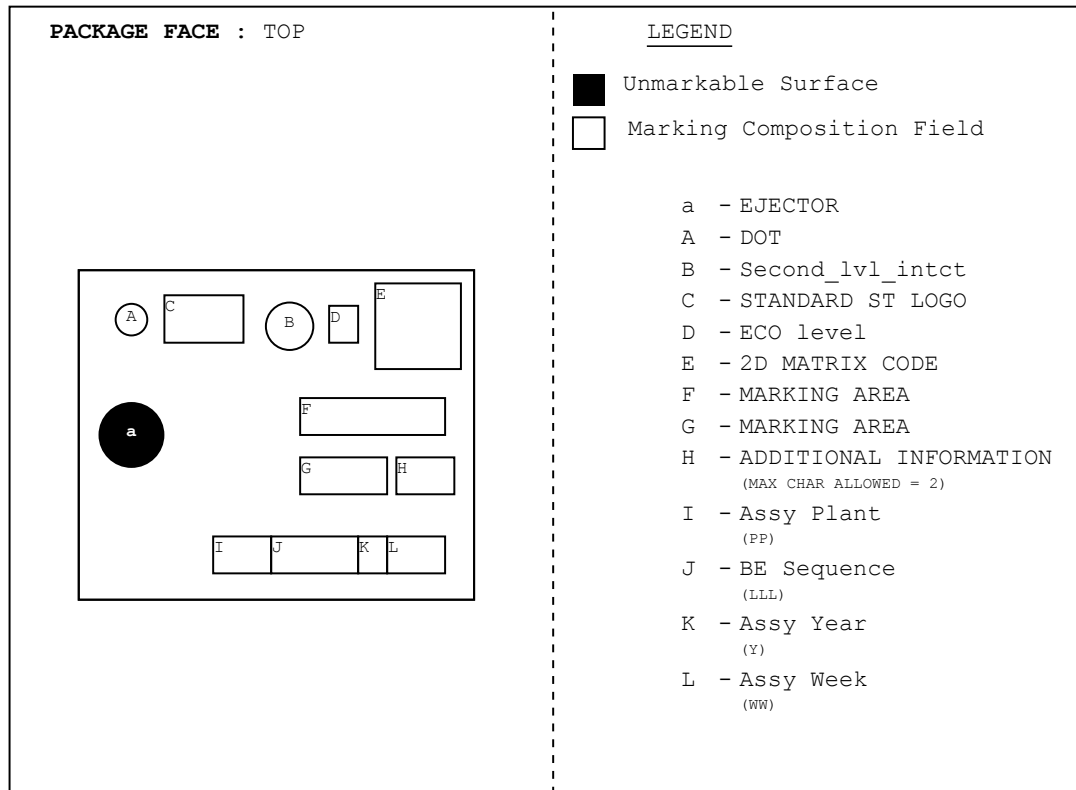 PACKAGE FACE : TOP
A
C
B
D
E
a
F
G
H
I
J
K
L
LEGEND
Unmarkable Surface
Marking Composition Field
a - EJECTOR
A - DOT
B - Second_lvl_intct
C - STANDARD ST LOGO
D - ECO level
E - 2D MATRIX CODE
F - MARKING AREA
G - MARKING AREA
H - ADDITIONAL INFORMATION
(MAX CHAR ALLOWED = 2)
I - Assy Plant
(PP)
J - BE Sequence
(LLL)
K - Assy Year
(Y)
L - Assy Week
(WW)